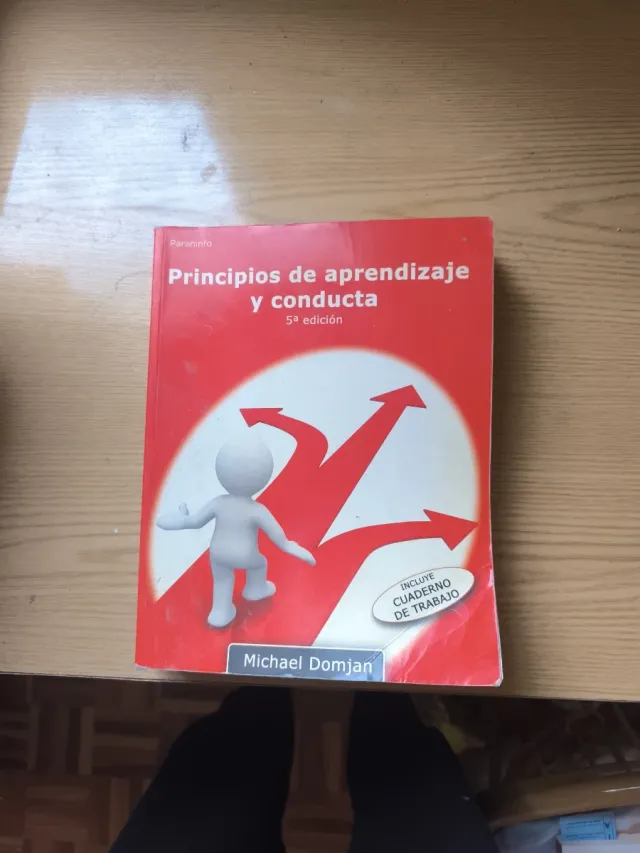 Paraninfo
Principios de aprendizaje
y conducta
5ª edición
INCLUYE
CUADERNO
DE TRABAJO
Michael Domjan